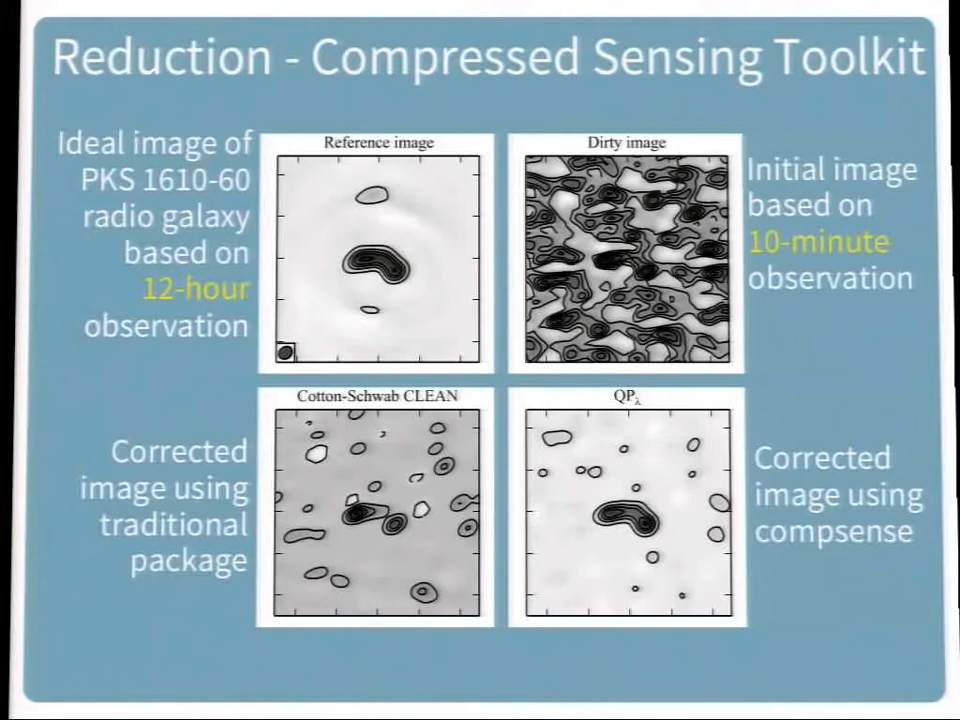 Reduction - Compressed Sensing Toolkit
Ideal image of
PKS 1610-60
radio galaxy
based on
12-hour
observation
Reference image
Dirty image
Initial image
based on
10-minute
observation
Corrected
image using
traditional
package
Cotton-Schwab CLEAN
QPλ
Corrected
image using
compsense